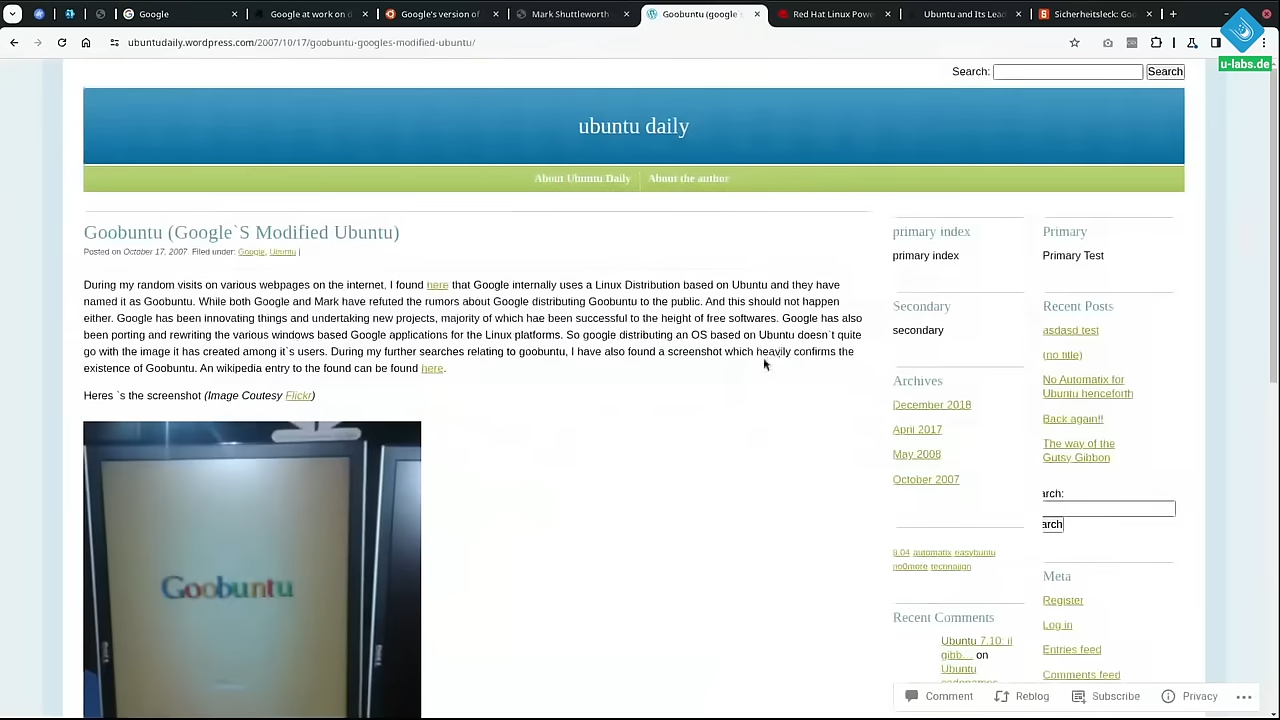 Google
Google at work on d
Google's version of
Mark Shuttleworth
Goobuntu (google
Red Hat Linux Powe
Ubuntu and Its Lead
Sicherheitsleck: Goo
ubuntudaily.wordpress.com/2007/10/17/goobuntu-googles-modified-ubuntu/
u-labs.de
Search: Search
ubuntu daily
About Ubuntu Daily About the author
Goobuntu (Google`S Modified Ubuntu)
Posted on October 17, 2007. Filed under: Google, Ubuntu |
During my random visits on various webpages on the internet, I found here that Google internally uses a Linux Distribution based on Ubuntu and they have
named it as Goobuntu. While both Google and Mark have refuted the rumors about Google distributing Goobuntu to the public. And this should not happen
either. Google has been innovating things and undertaking new projects, majority of which hae been successful to the height of free softwares. Google has also
been porting and rewriting the various windows based Google applications for the Linux platforms. So google distributing an OS based on Ubuntu doesn`t quite
go with the image it has created among it`s users. During my further searches relating to goobuntu, I have also found a screenshot which heavily confirms the
existence of Goobuntu. An wikipedia entry to the found can be found here.
Heres `s the screenshot (Image Coutesy Flickr)
Goobuntu
primary index
primary index
Secondary
secondary
Archives
December 2018
April 2017
May 2008
October 2007
8.04 automatix easybuntu
no0more technalign
Recent Comments
Ubuntu 7.10: il
gibb… on
Ubuntu
codenames
Primary
Primary Test
Recent Posts
asdasd test
(no title)
No Automatix for
Ubuntu henceforth
Back again!!
The way of the
Gutsy Gibbon
arch:
arch
Meta
Register
Log in
Entries feed
Comments feed
Comment Reblog Subscribe Privacy